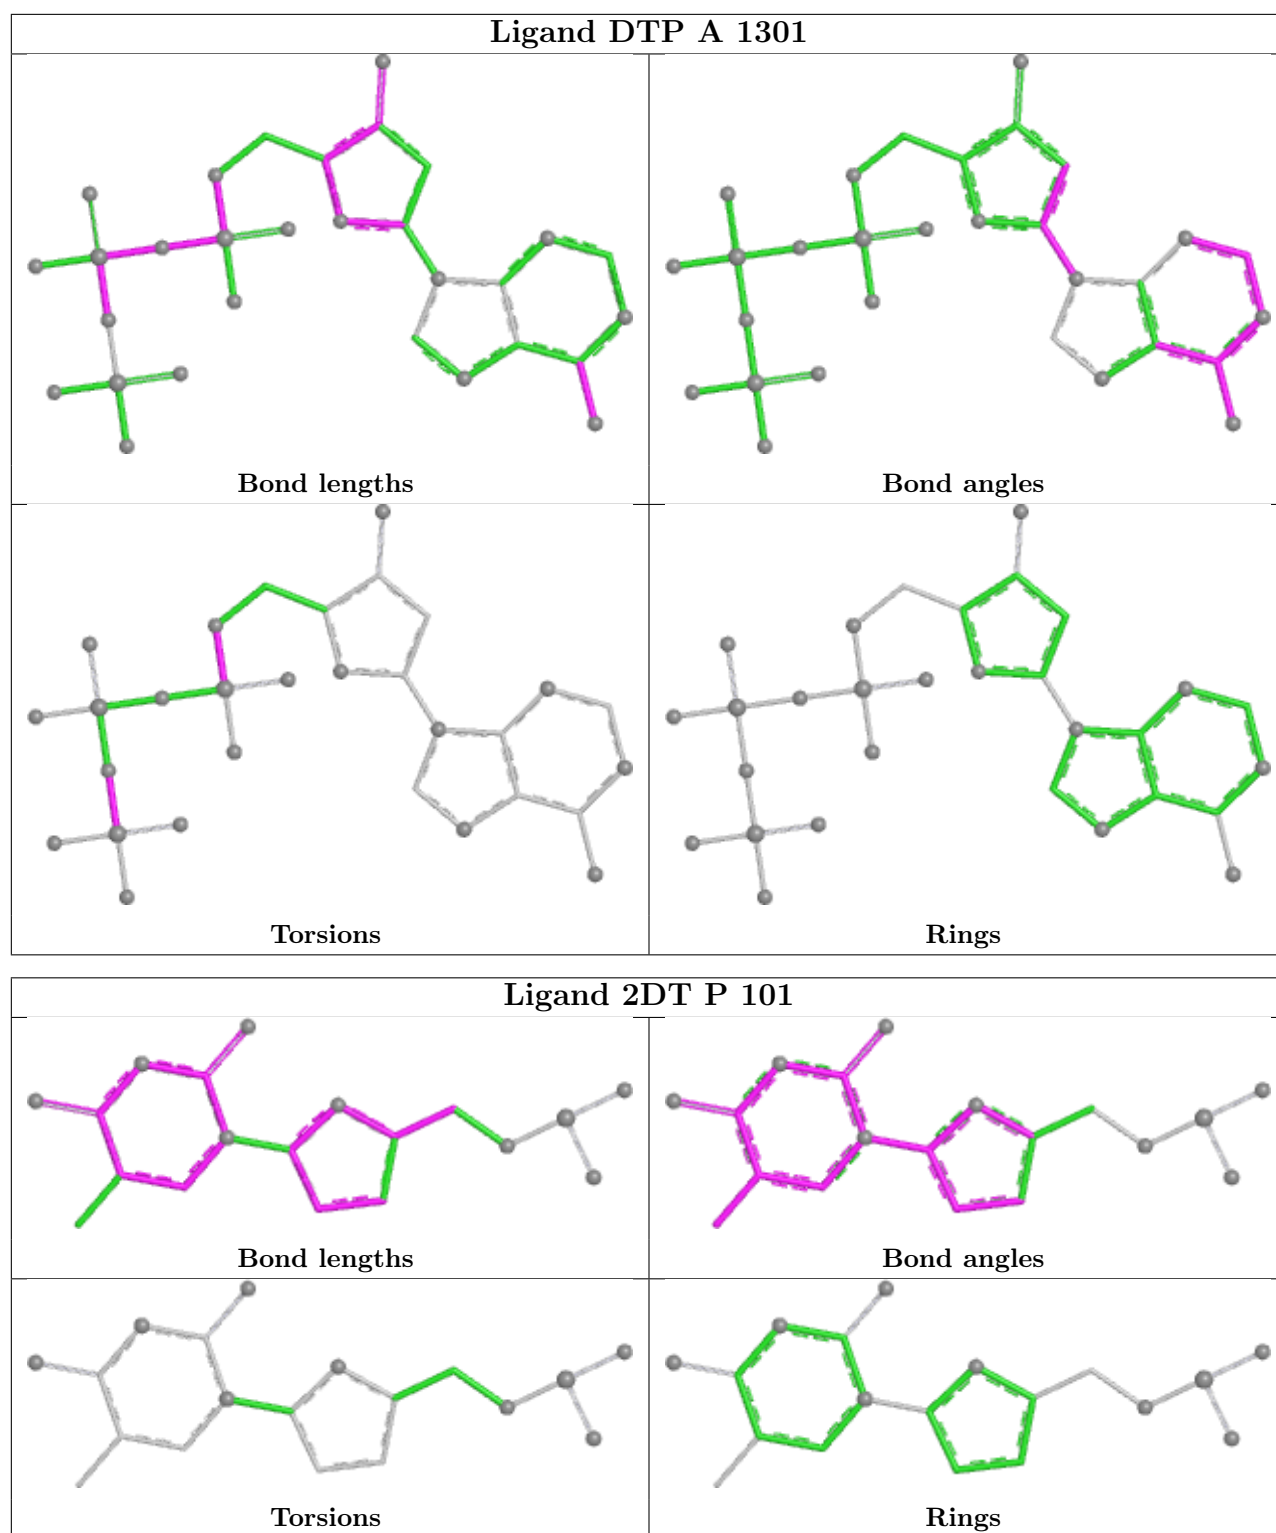 Ligand DTP A 1301
Bond lengths
Bond angles
Torsions
Rings
Ligand 2DT P 101
Bond lengths
Bond angles
Torsions
Rings